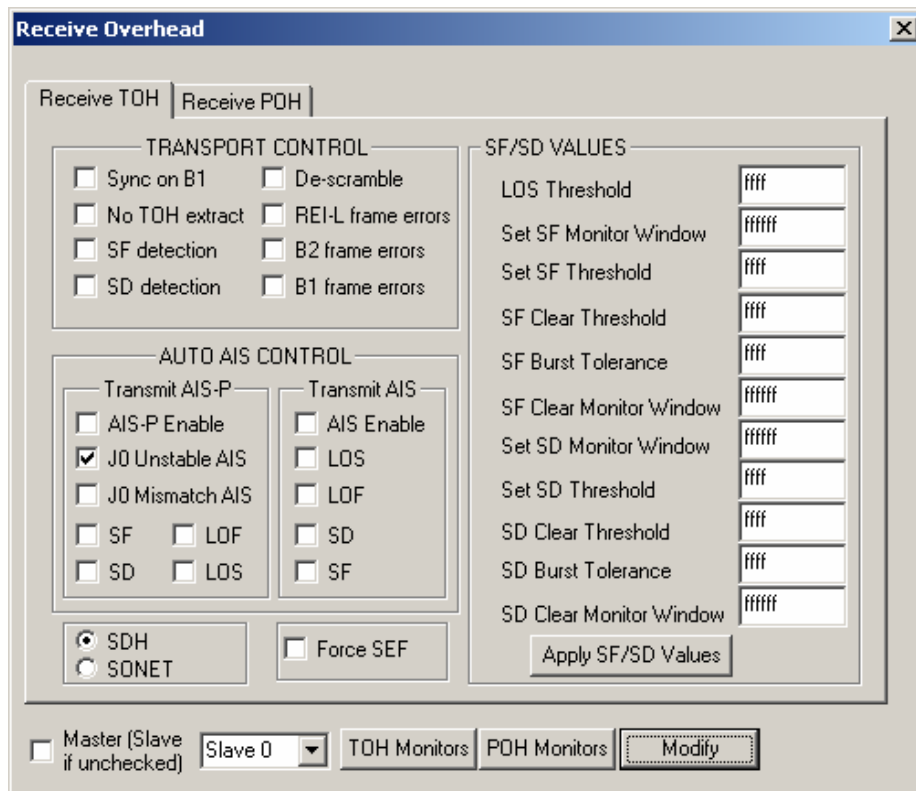 Receive Overhead
Receive TOH
Receive POH
TRANSPORT CONTROL
Sync on B1
De-scramble
No TOH extract
REI-L frame errors
SF detection
B2 frame errors
SD detection
B1 frame errors
AUTO AIS CONTROL
Transmit AIS-P
AIS-P Enable
J0 Unstable AIS
J0 Mismatch AIS
SF
LOF
SD
LOS
Transmit AIS
AIS Enable
LOS
LOF
SD
SF
SDH
SONET
Force SEF
SF/SD VALUES
LOS Threshold ffff
Set SF Monitor Window ffffff
Set SF Threshold ffff
SF Clear Threshold ffff
SF Burst Tolerance ffff
SF Clear Monitor Window ffffff
Set SD Monitor Window ffffff
Set SD Threshold ffff
SD Clear Threshold ffff
SD Burst Tolerance ffff
SD Clear Monitor Window ffffff
Apply SF/SD Values
Master (Slave
if unchecked)
Slave 0
TOH Monitors
POH Monitors
Modify